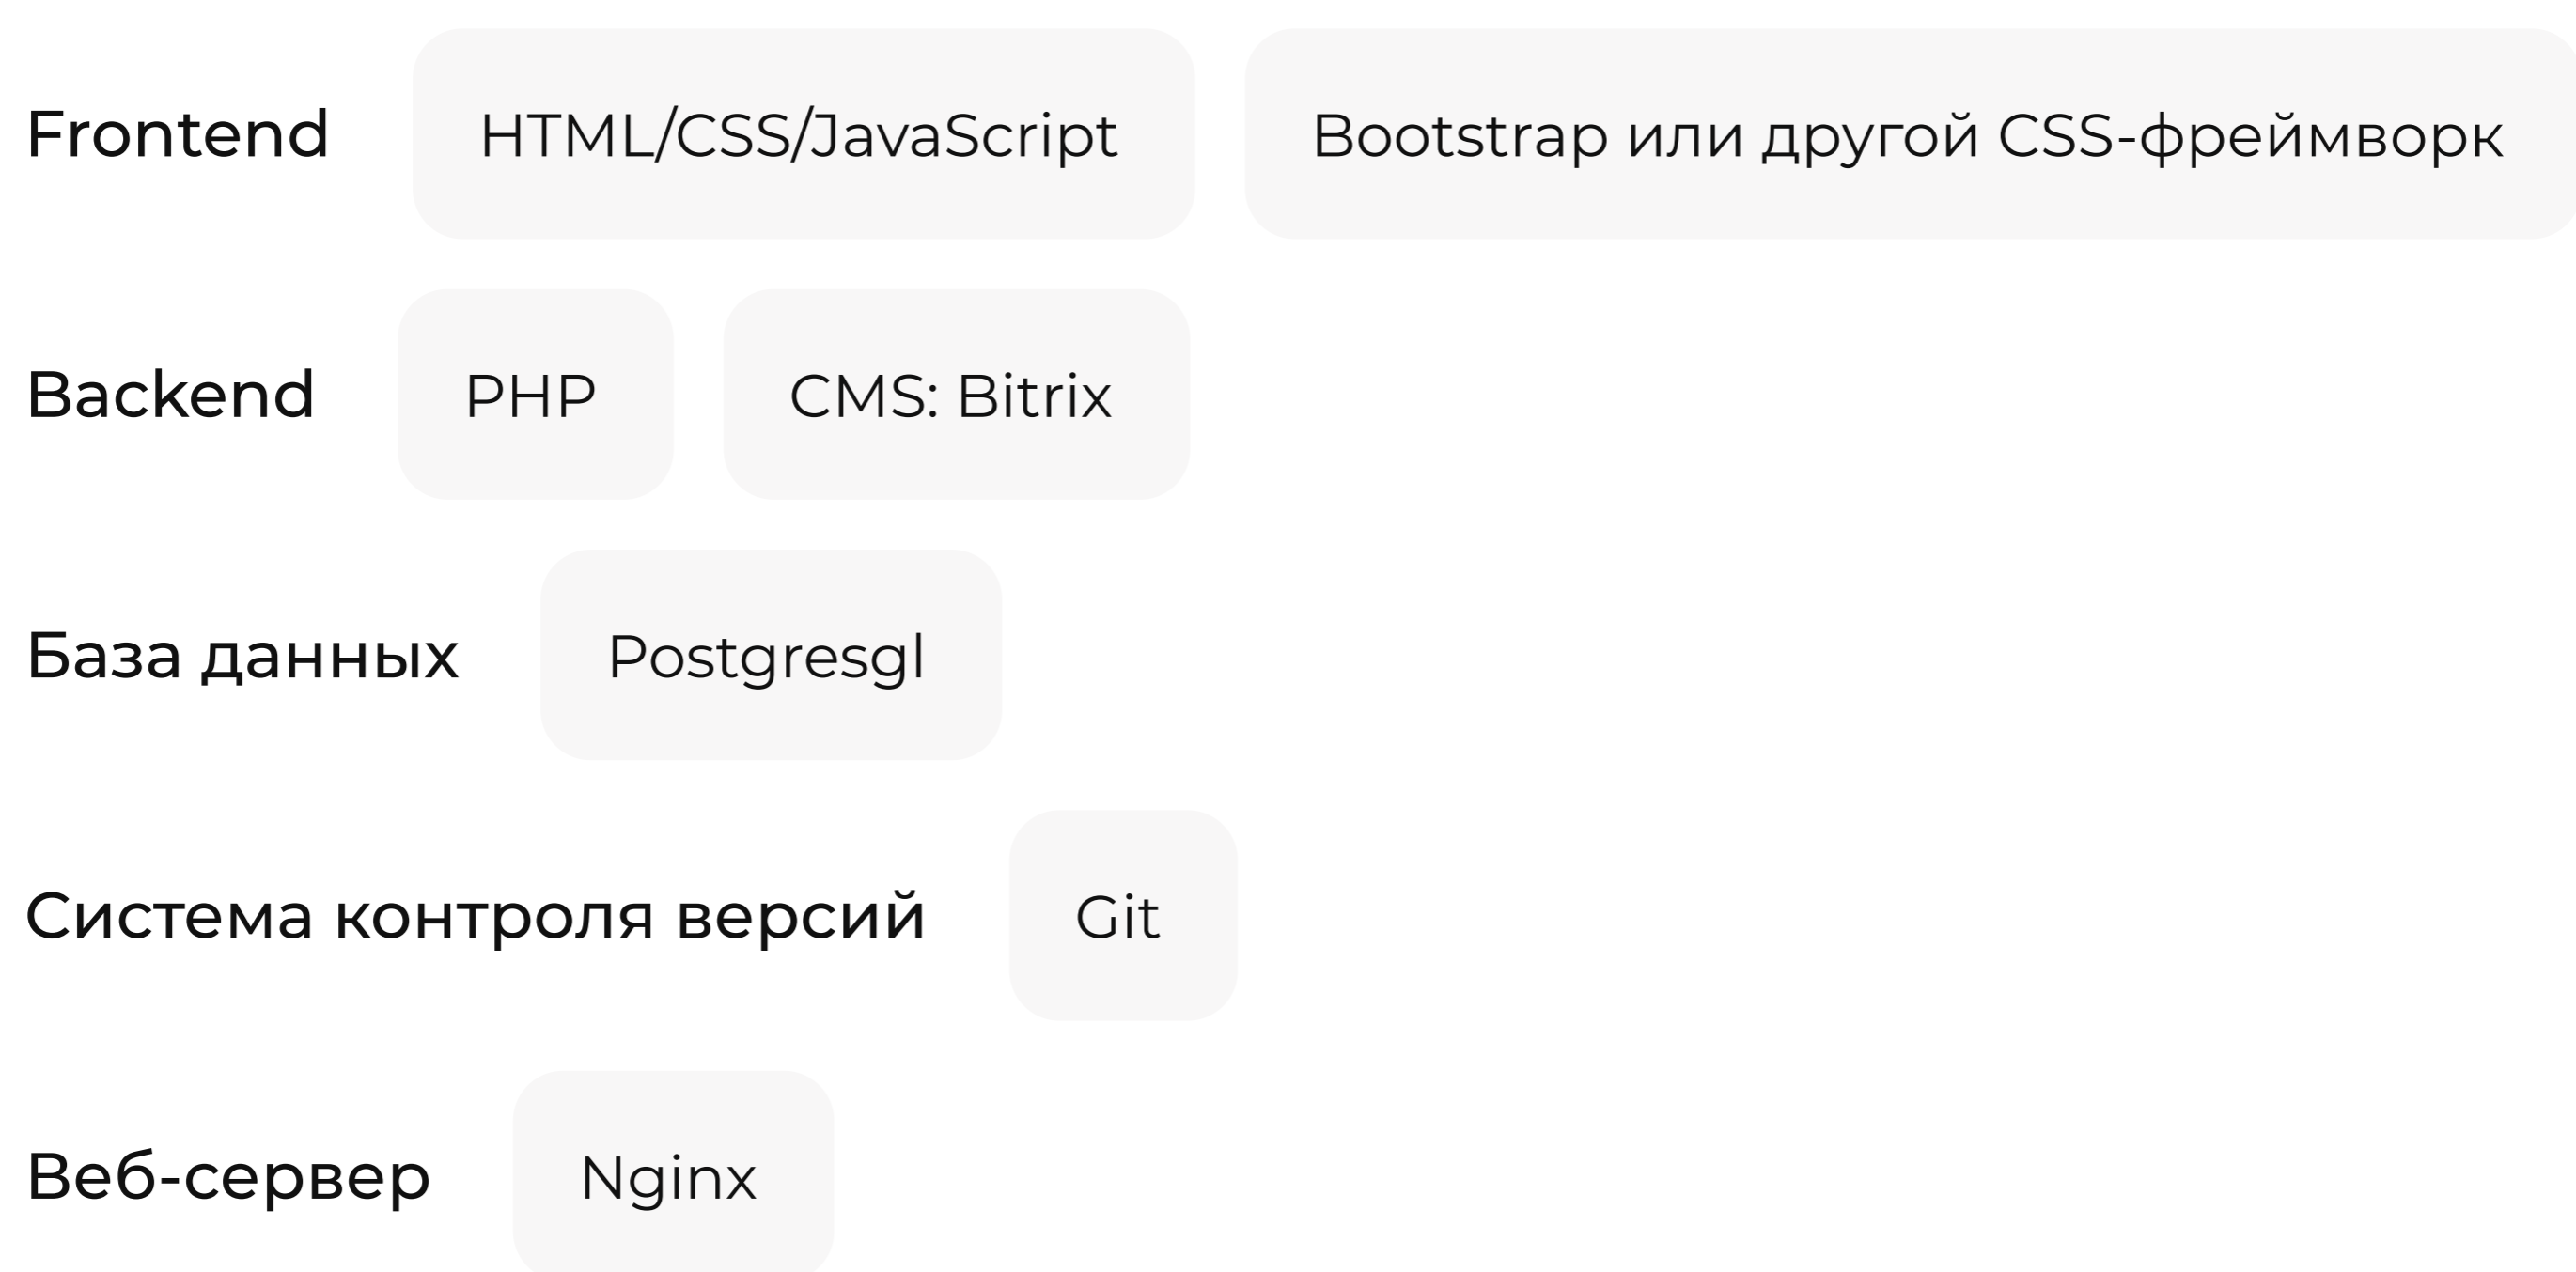 Frontend HTML/CSS/JavaScript Bootstrap или другой CSS-фреймворк
Backend PHP CMS: Bitrix
База данных Postgresgl
Система контроля версий Git
Веб-сервер Nginx